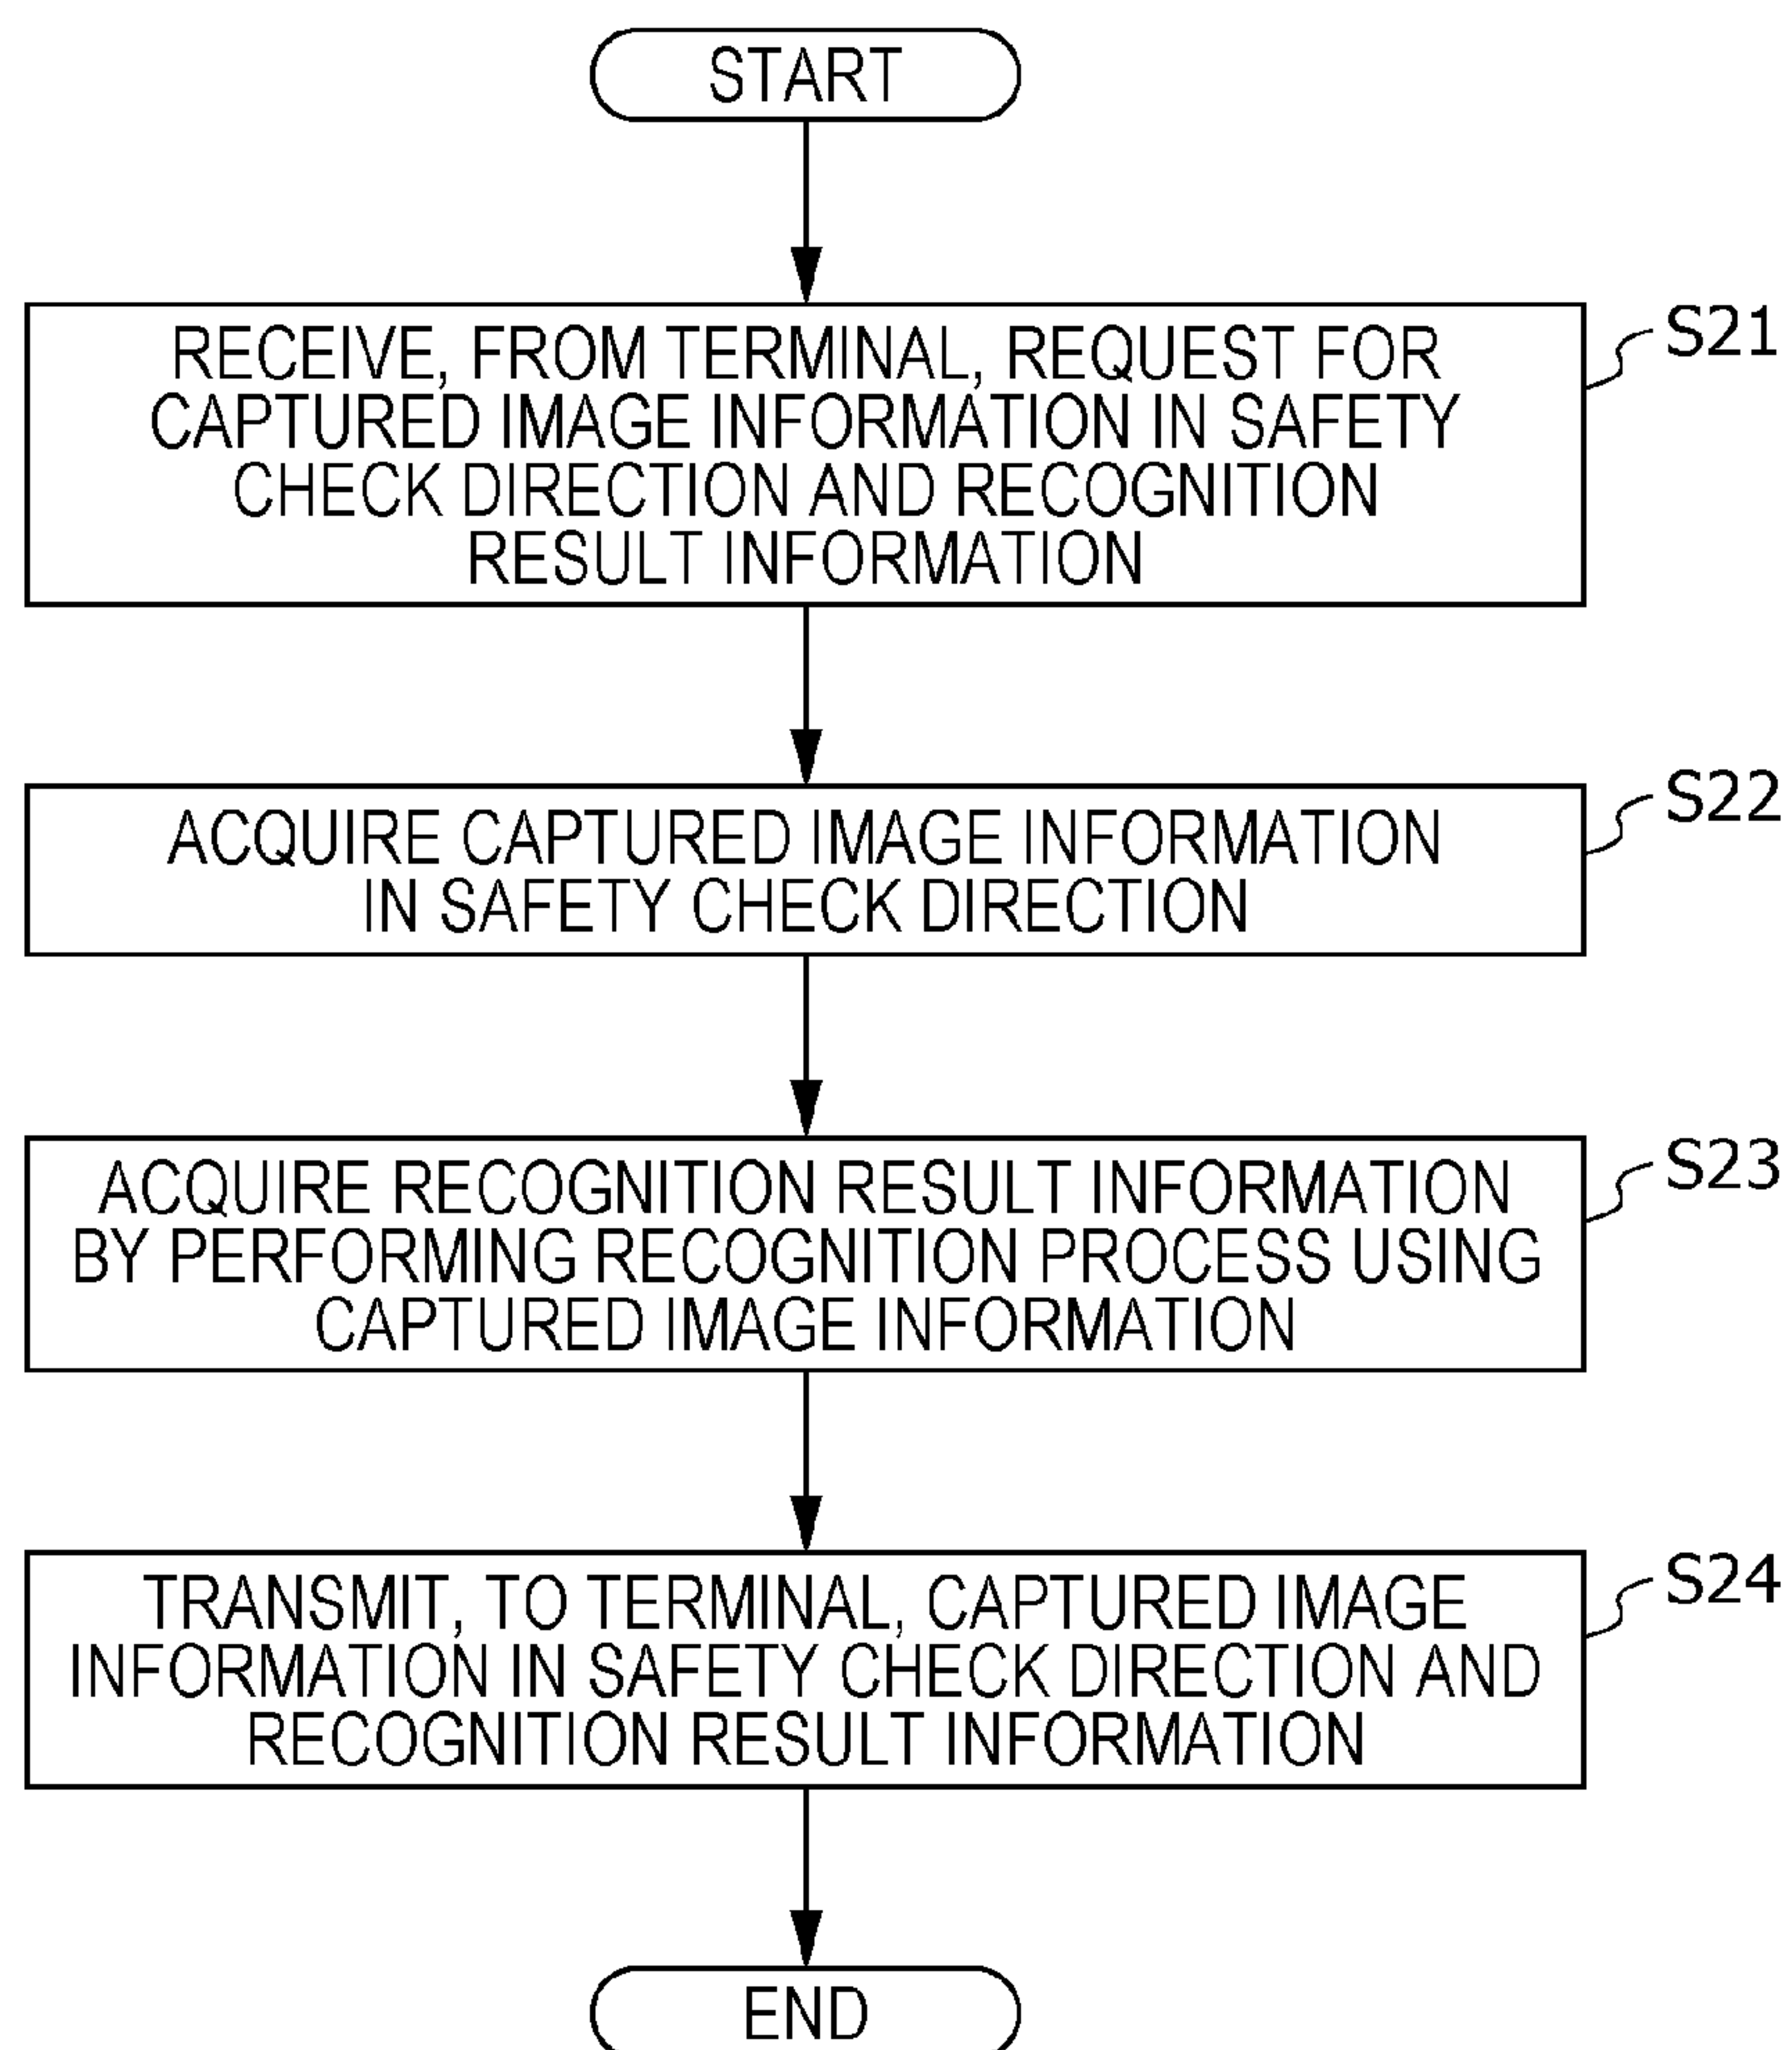 START
RECEIVE, FROM TERMINAL, REQUEST FOR
CAPTURED IMAGE INFORMATION IN SAFETY
CHECK DIRECTION AND RECOGNITION
RESULT INFORMATION
S21
ACQUIRE CAPTURED IMAGE INFORMATION
IN SAFETY CHECK DIRECTION
S22
ACQUIRE RECOGNITION RESULT INFORMATION
BY PERFORMING RECOGNITION PROCESS USING
CAPTURED IMAGE INFORMATION
S23
TRANSMIT, TO TERMINAL, CAPTURED IMAGE
INFORMATION IN SAFETY CHECK DIRECTION AND
RECOGNITION RESULT INFORMATION
S24
END